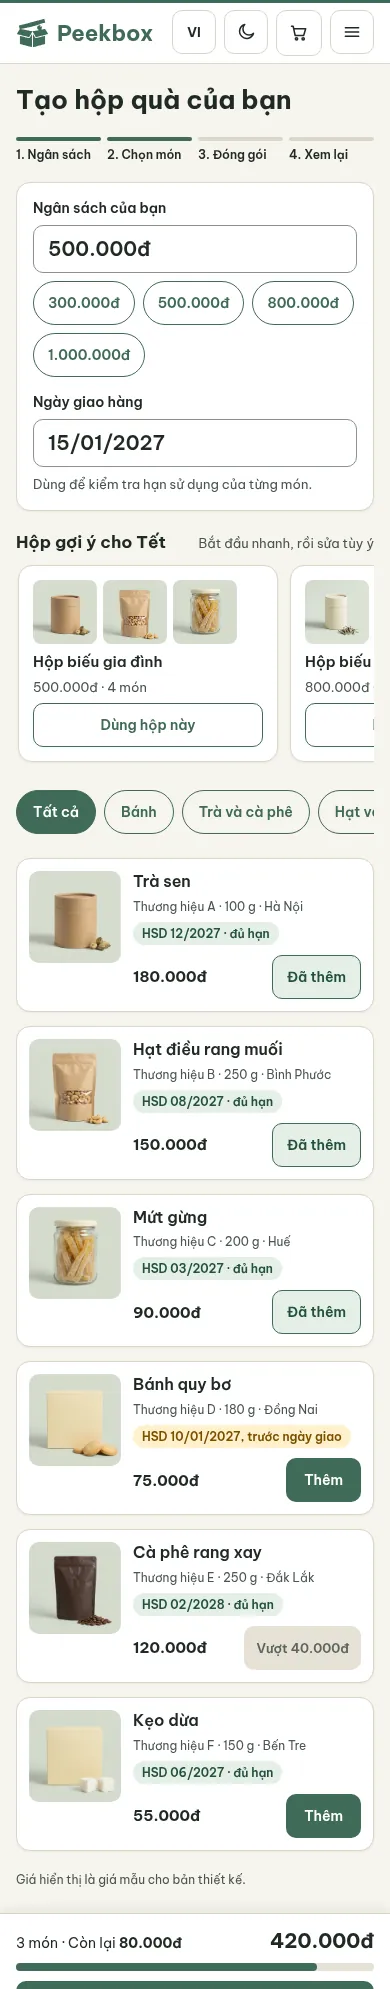 Peekbox VI
Tạo hộp quà của bạn
1. Ngân sách 2. Chọn món 3. Đóng gói 4. Xem lại
Ngân sách của bạn
500.000đ
300.000đ 500.000đ 800.000đ
1.000.000đ
Ngày giao hàng
15/01/2027
Dùng để kiểm tra hạn sử dụng của từng món.
Hộp gợi ý cho Tết Bắt đầu nhanh, rồi sửa tùy ý
Hộp biếu gia đình
500.000đ · 4 món
Dùng hộp này
Hộp biếu
800.000đ
Tất cả Bánh Trà và cà phê Hạt v
Trà sen
Thương hiệu A · 100 g · Hà Nội
HSD 12/2027 · đủ hạn
180.000đ Đã thêm
Hạt điều rang muối
Thương hiệu B · 250 g · Bình Phước
HSD 08/2027 · đủ hạn
150.000đ Đã thêm
Mứt gừng
Thương hiệu C · 200 g · Huế
HSD 03/2027 · đủ hạn
90.000đ Đã thêm
Bánh quy bơ
Thương hiệu D · 180 g · Đồng Nai
HSD 10/01/2027, trước ngày giao
75.000đ Thêm
Cà phê rang xay
Thương hiệu E · 250 g · Đắk Lắk
HSD 02/2028 · đủ hạn
120.000đ Vượt 40.000đ
Kẹo dừa
Thương hiệu F · 150 g · Bến Tre
HSD 06/2027 · đủ hạn
55.000đ Thêm
Giá hiển thị là giá mẫu cho bản thiết kế.
3 món · Còn lại 80.000đ 420.000đ